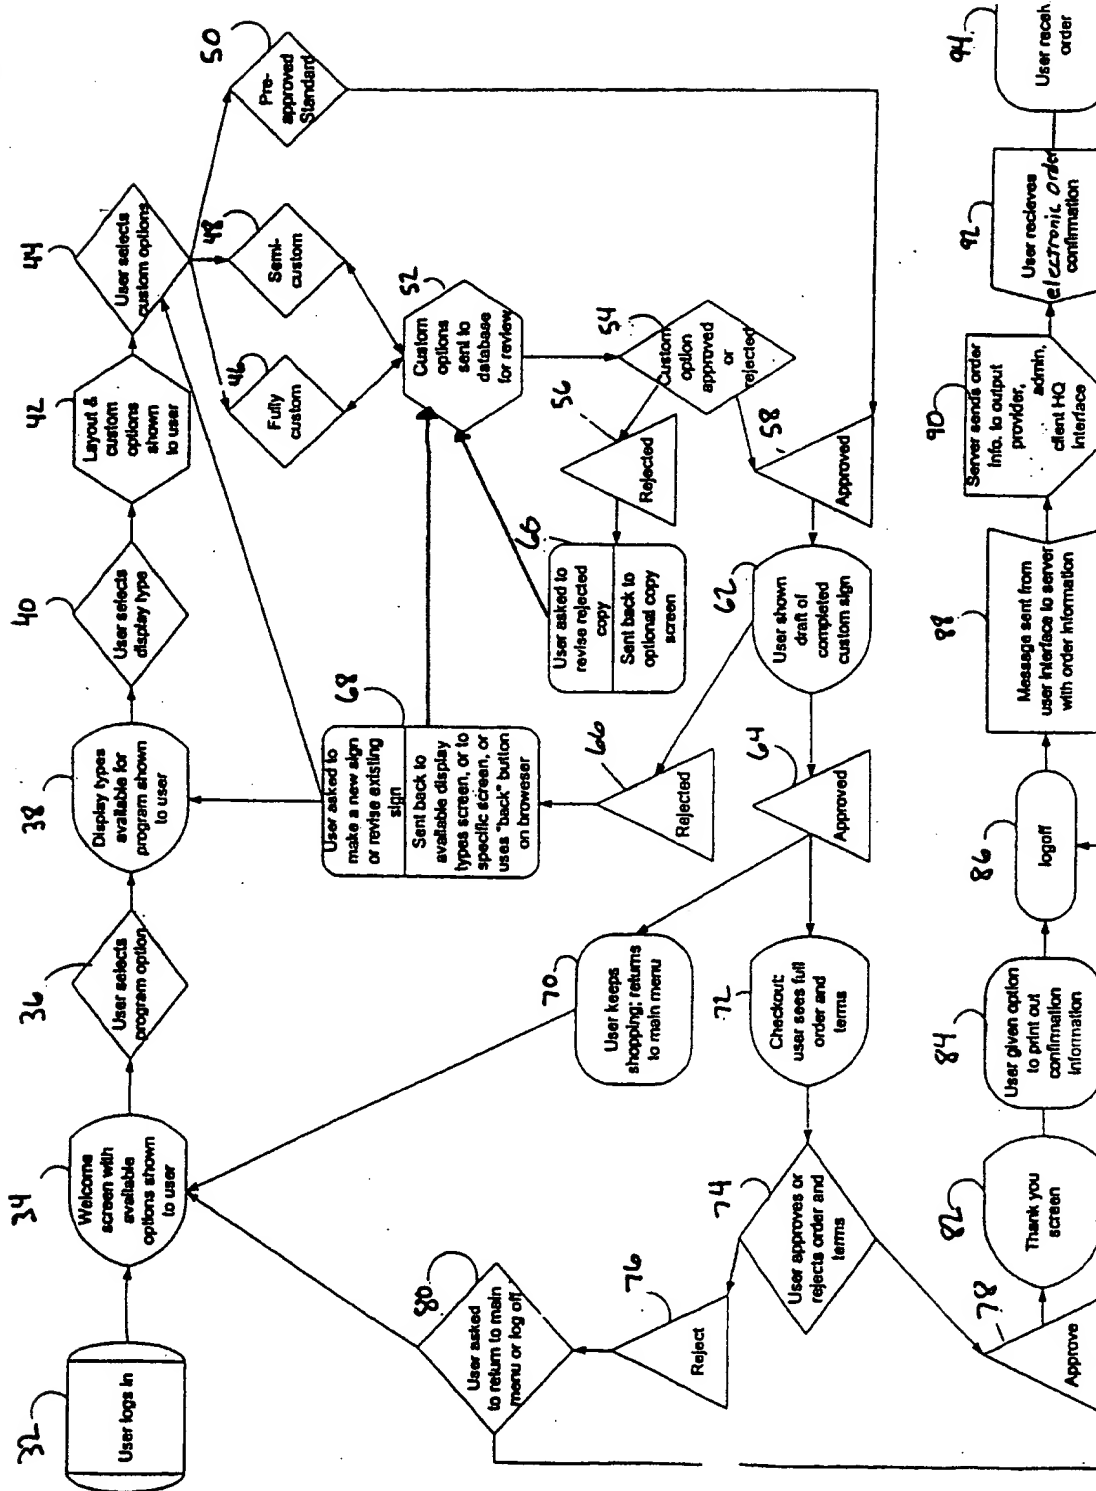 32
User logs in
34
Welcome
screen with
available
options shown
to user
36
User selects
program option
38
Display types
available for
program shown
to user
40
User selects
display type
42
Layout &
custom
options
shown
to user
44
User selects
custom options
46
Fully
custom
48
Semi-
custom
50
Pre-
approved
Standard
52
Custom
options
sent to
database
for review
54
Custom
option
approved
or
rejected
56
Rejected
58
Approved
60
User asked to
revise rejected
copy
Sent back to
optional copy
screen
62
User shown
draft of
completed
custom sign
64
Approved
66
Rejected
68
User asked to
make a new sign
or revise existing
sign
Sent back to
available display
types screen, or to
specific screen, or
uses "back" button
on broweser
70
User keeps
shopping; returns
to main menu
72
Checkout:
user sees full
order and
terms
74
User approves or
rejects order and
terms
76
Reject
78
Approve
80
User asked
to return to main
menu or log off
82
Thank you
screen
84
User given option
to print out
confirmation
information
86
logoff
88
Message sent from
user interface to server
with order information
90
Server sends order
info. to output
provider,
admin,
client HQ
interface
92
User recieves
electronic order
confirmation
94
User
order